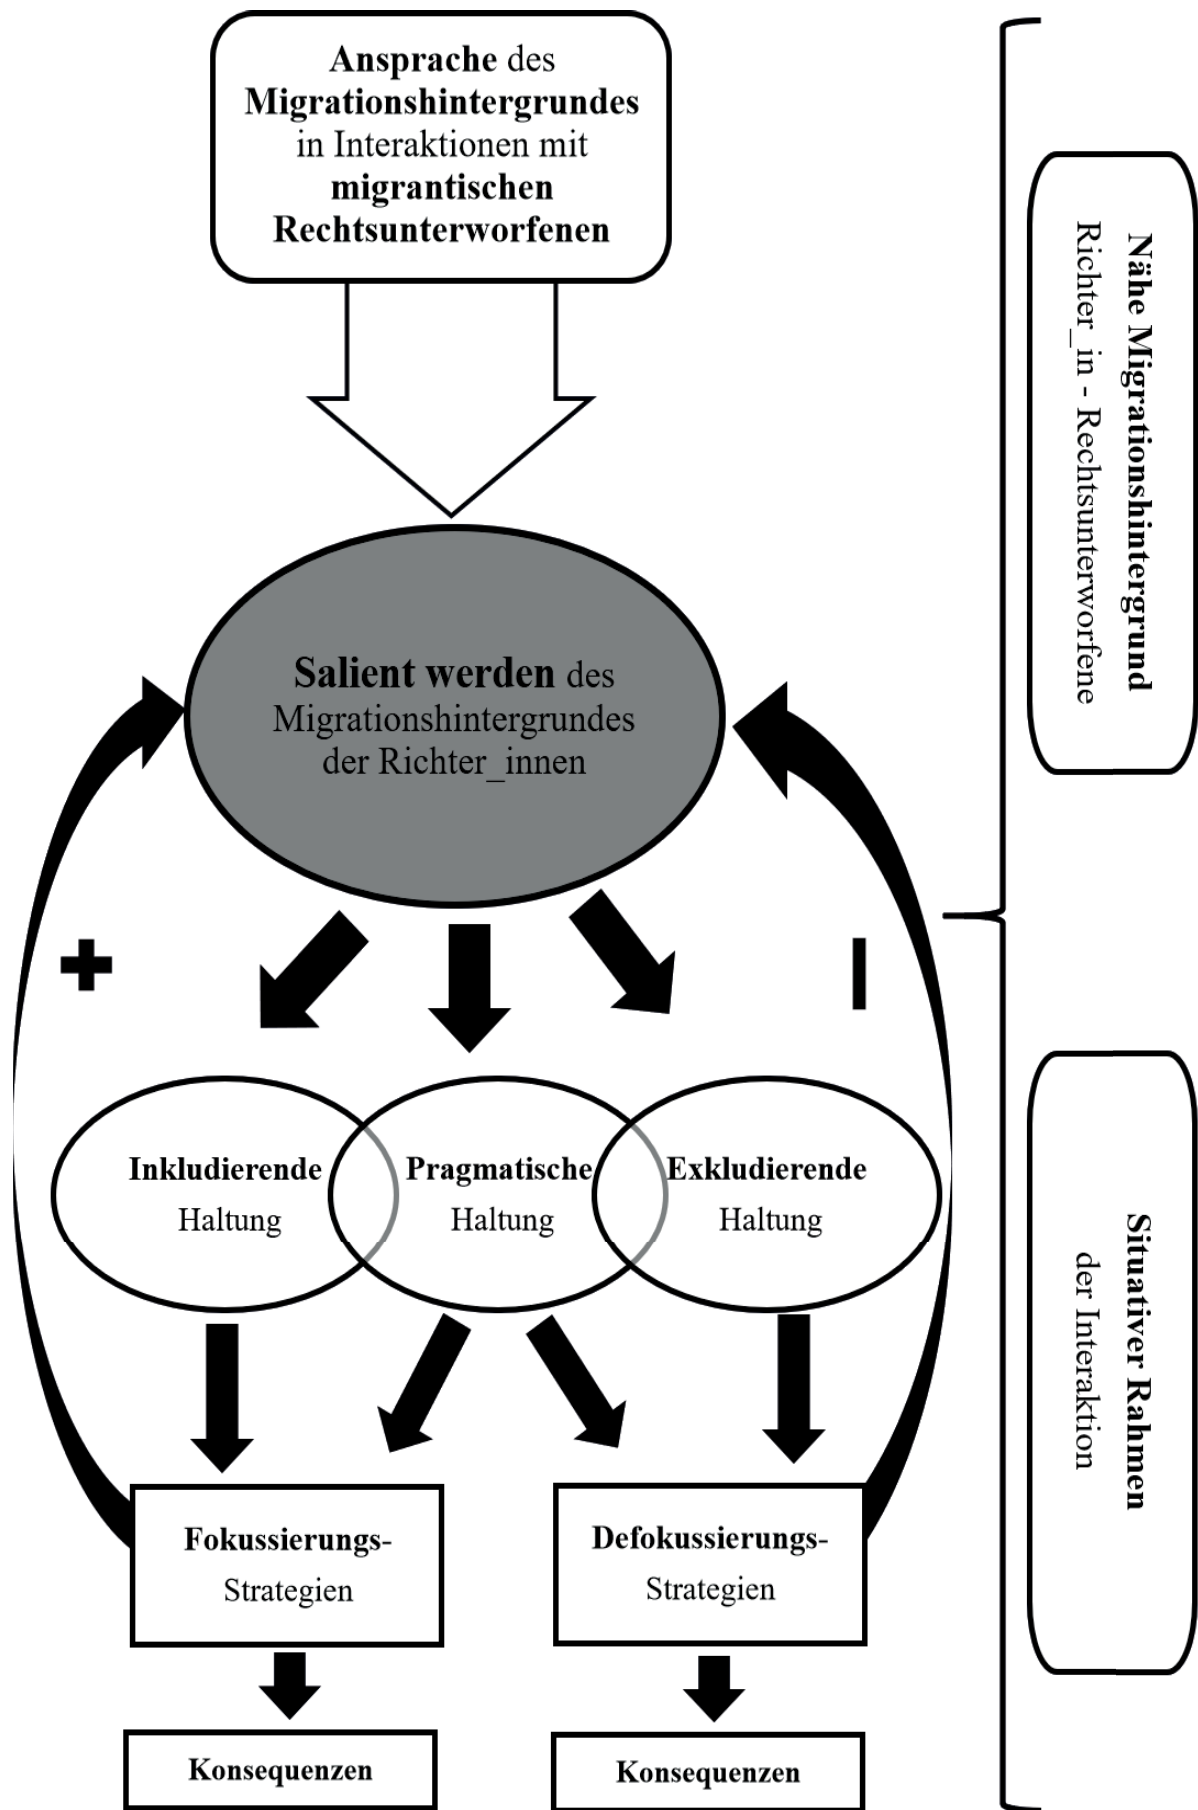 Ansprache des
Migrationshintergrundes
in Interaktionen mit
migrantischen
Rechtsunterworfenen
Salient werden des
Migrationshintergrundes
der Richter_innen
+
Inkludierende
Haltung
Pragmatische
Haltung
Exkludierende
Haltung
Fokussierungs-
Strategien
Defokussierungs-
Strategien
Konsequenzen
Konsequenzen
Nähe Migrationshintergrund
Richter_in - Rechtsunterworfene
Situativer Rahmen
der Interaktion